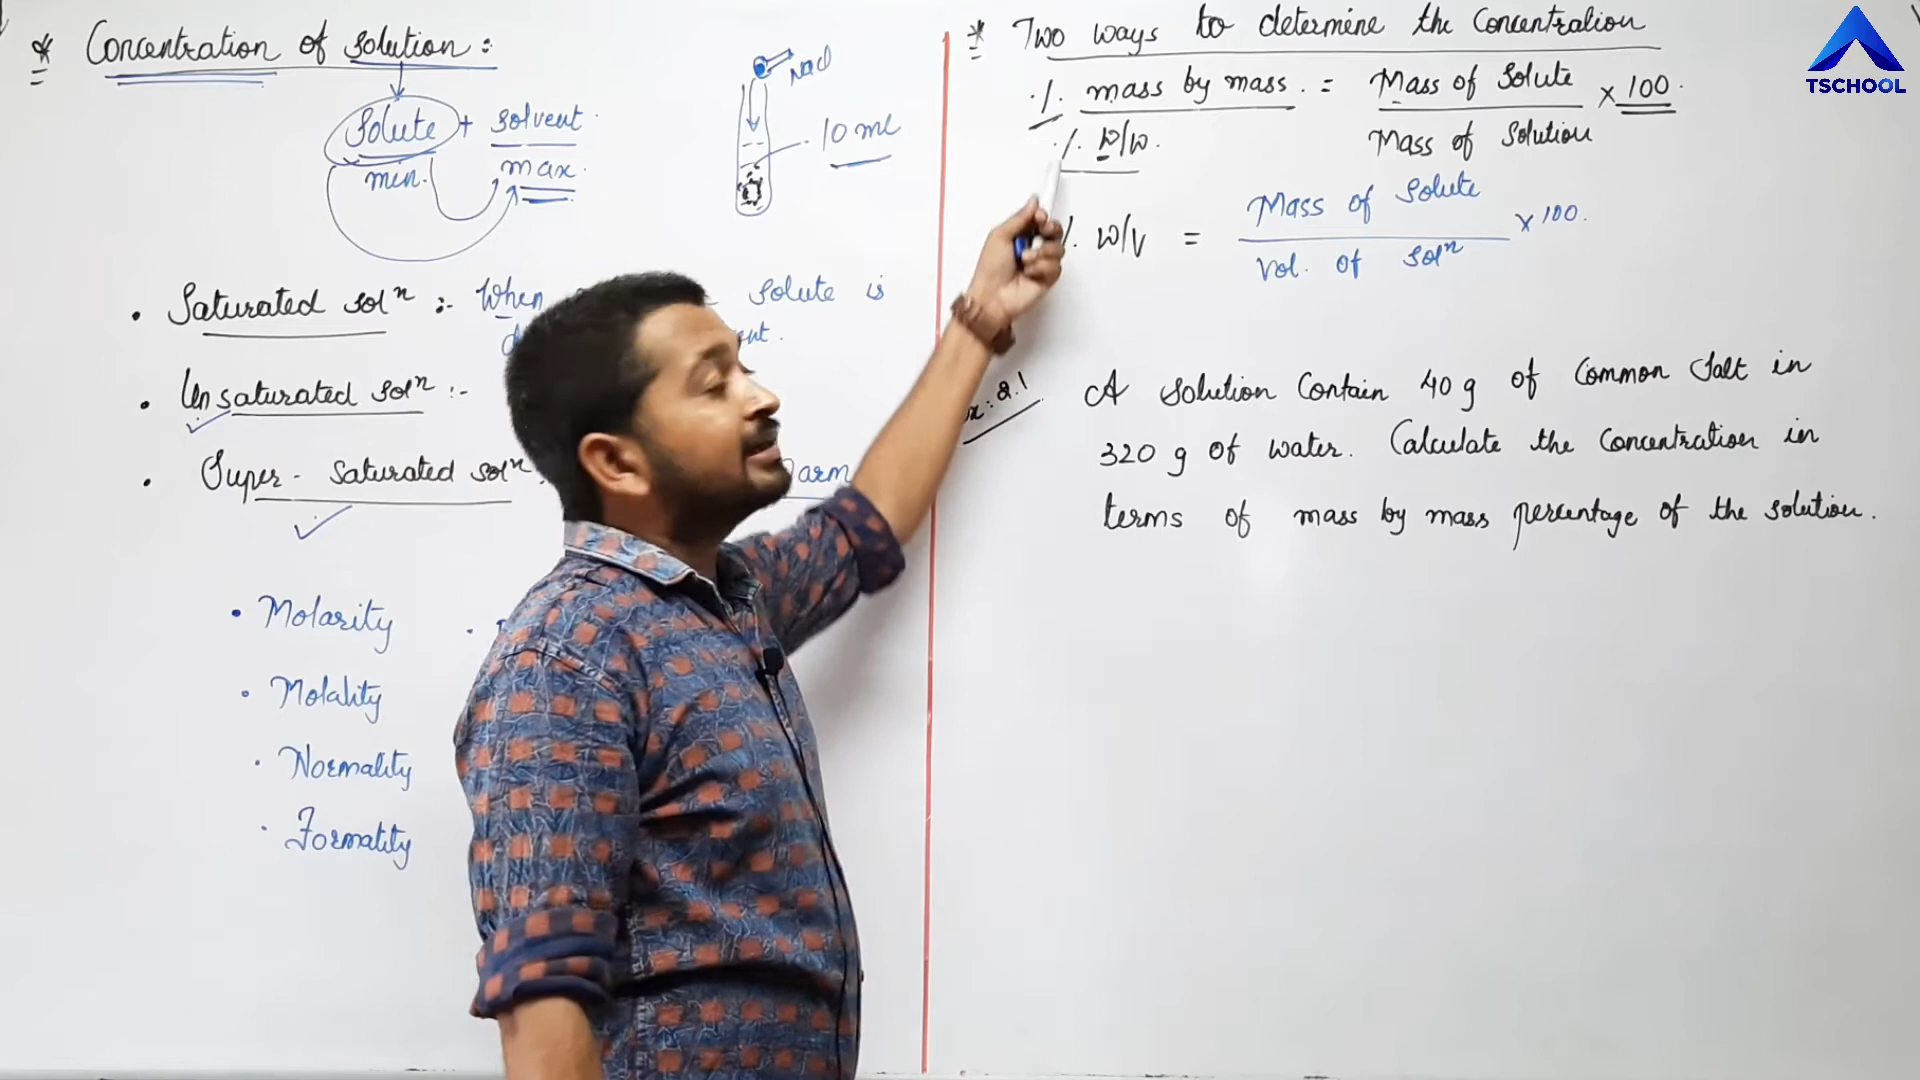 * Concentration of solution :
Solute + solvent
min. max.
Nacl
10 ml
• Saturated solⁿ :- When solute is
• Unsaturated solⁿ :-
• Super - saturated solⁿ
• Molarity
• Molality
• Normality
• Formality
* Two ways to determine the Concentration
% mass by mass. = Mass of Solute / Mass of Solution × 100.
% w/w.
% w/v = Mass of Solute / Vol. of solⁿ × 100.
A solution Contain 40 g of Common Salt in
320 g of water. Calculate the Concentration in
terms of mass by mass percentage of the solution.
TSCHOOL